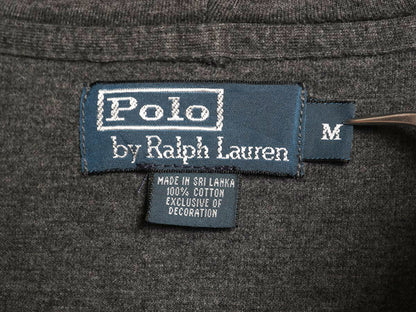 Polo
by Ralph Lauren
M
MADE IN SRI LANKA
100% COTTON
EXCLUSIVE OF
DECORATION